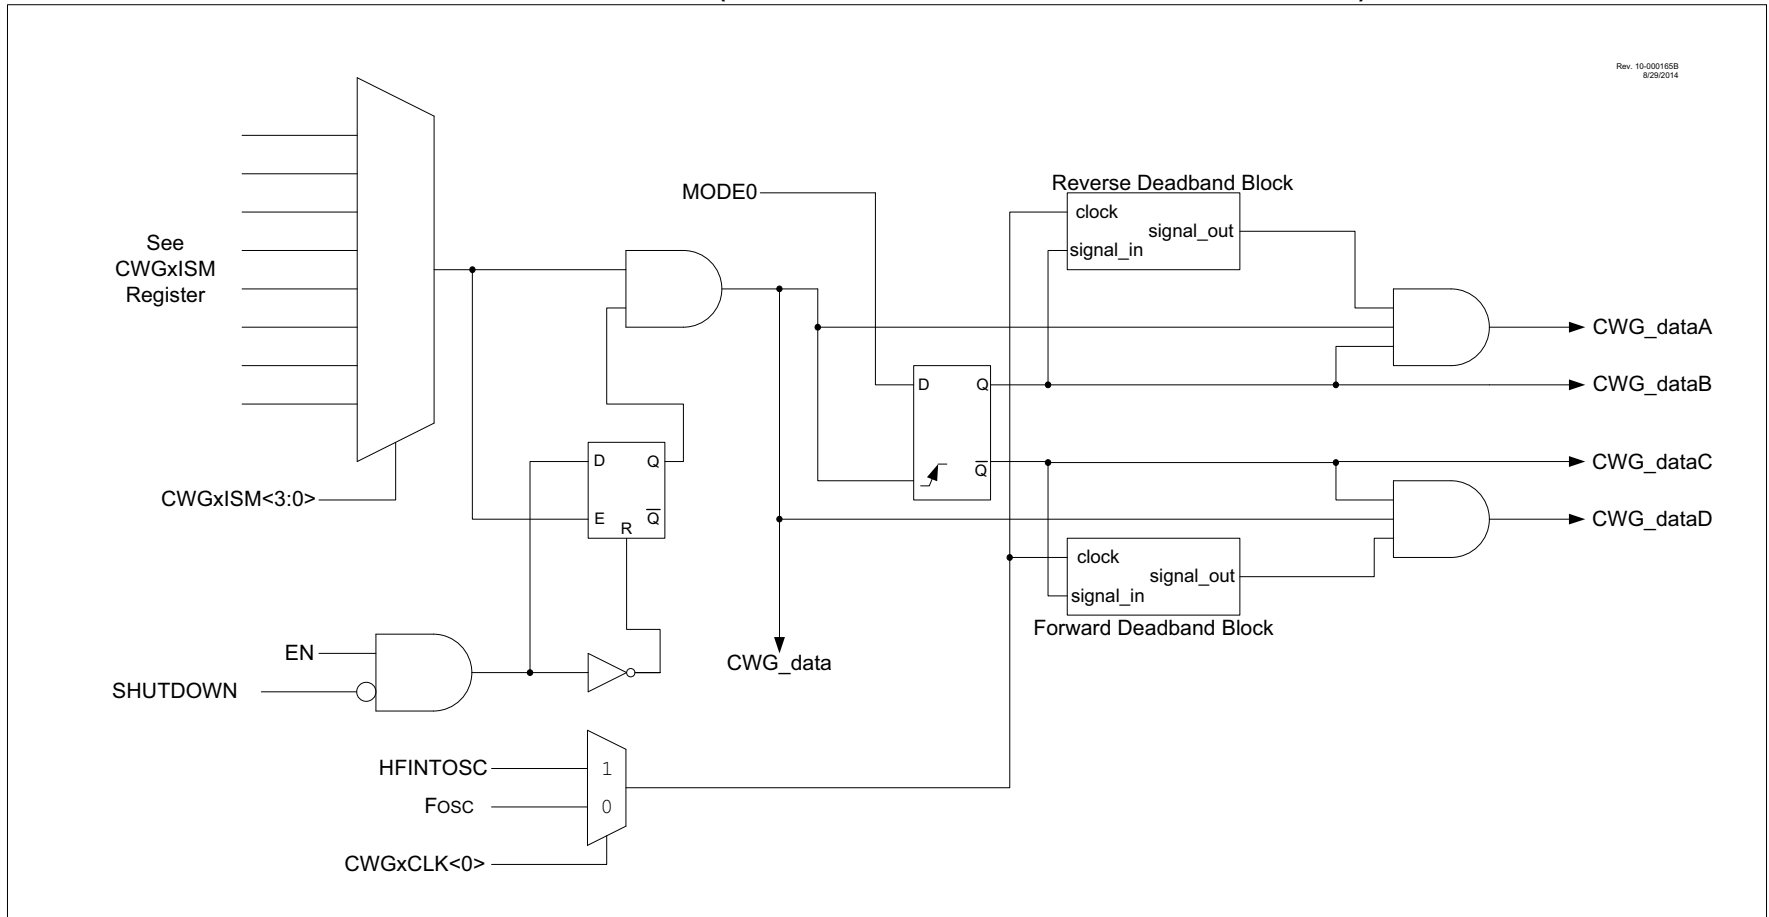 Rev. 10-000165B
8/29/2014
See
CWGxISM
Register
CWGxISM<3:0>
MODE0
Reverse Deadband Block
clock
signal_in
signal_out
D
Q
Q
CWG_dataA
CWG_dataB
CWG_dataC
CWG_dataD
D
Q
E
Q
R
clock
signal_in
signal_out
Forward Deadband Block
CWG_data
EN
SHUTDOWN
HFINTOSC
1
FOSC
0
CWGxCLK<0>